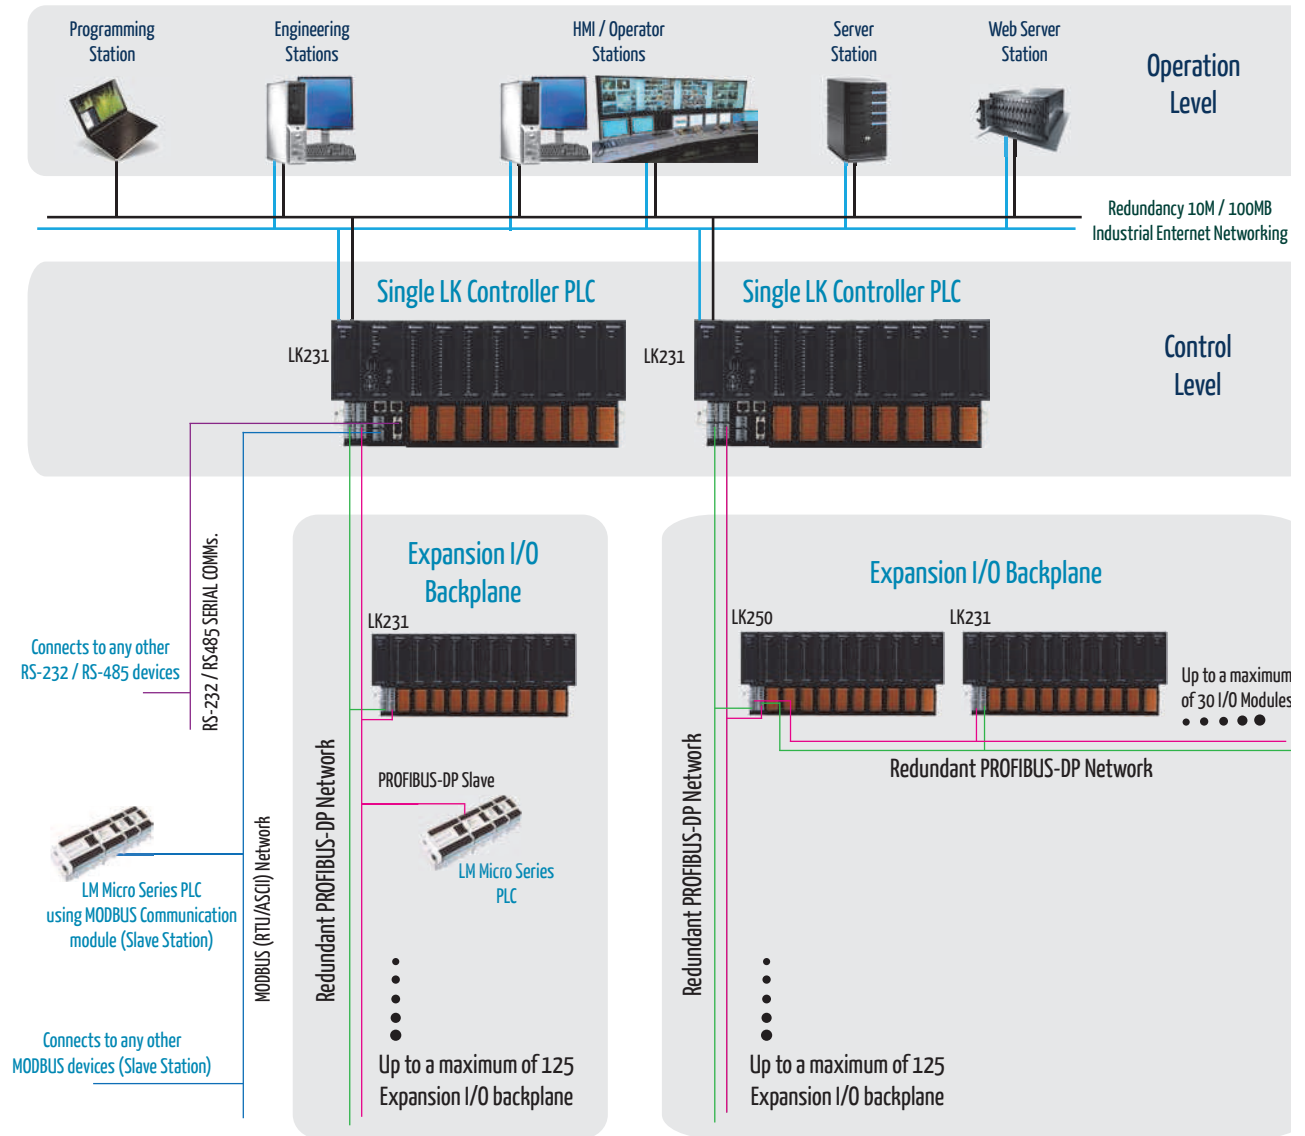 Programming
Station
Engineering
Stations
HMI / Operator
Stations
Server
Station
Web Server
Station
Operation
Level
Redundancy 10M / 100MB
Industrial Enternet Networking
Single LK Controller PLC
Single LK Controller PLC
LK231
LK231
Control
Level
Expansion I/O
Backplane
LK231
Expansion I/O Backplane
LK250
LK231
Up to a maximum
of 30 I/O Modules
Connects to any other
RS-232 / RS-485 devices
RS-232 / RS485 SERIAL COMMs.
Redundant PROFIBUS-DP Network
PROFIBUS-DP Slave
LM Micro Series
PLC
Redundant PROFIBUS-DP Network
Redundant PROFIBUS-DP Network
LM Micro Series PLC
using MODBUS Communication
module (Slave Station)
MODBUS (RTU/ASCII) Network
Connects to any other
MODBUS devices (Slave Station)
Up to a maximum of 125
Expansion I/O backplane
Up to a maximum of 125
Expansion I/O backplane